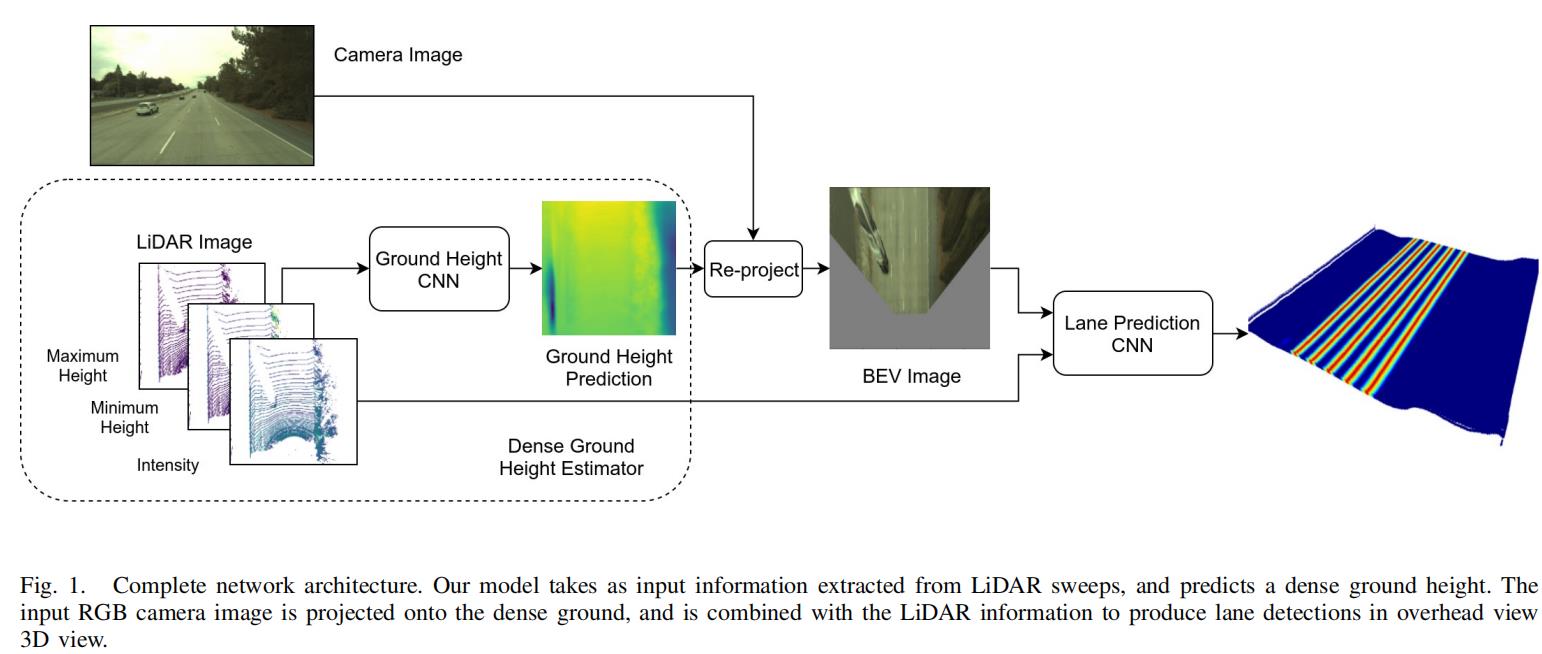 Camera Image
LiDAR Image
Maximum
Height
Minimum
Height
Intensity
Ground Height
CNN
Ground Height
Prediction
Dense Ground
Height Estimator
Re-project
BEV Image
Lane Prediction
CNN
Fig. 1. Complete network architecture. Our model takes as input information extracted from LiDAR sweeps, and predicts a dense ground height. The
input RGB camera image is projected onto the dense ground, and is combined with the LiDAR information to produce lane detections in overhead view
3D view.